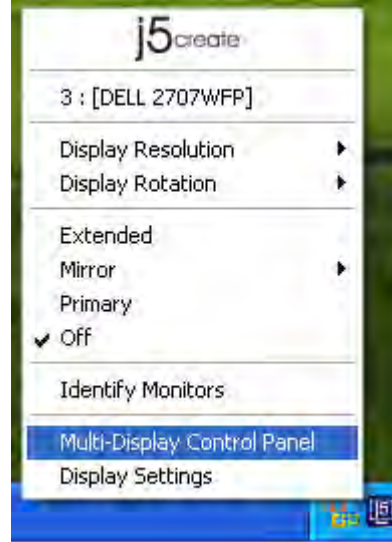 j5create
3 : [DELL 2707WFP]
Display Resolution
Display Rotation
Extended
Mirror
Primary
Off
Identify Monitors
Multi-Display Control Panel
Display Settings
j5